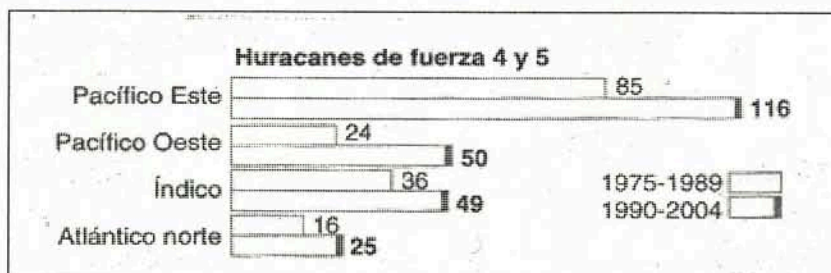 Huracanes de fuerza 4 y 5
Pacífico Este
85
116
Pacífico Oeste
24
50
Índico
36
49
1975-1989
1990-2004
Atlántico norte
16
25